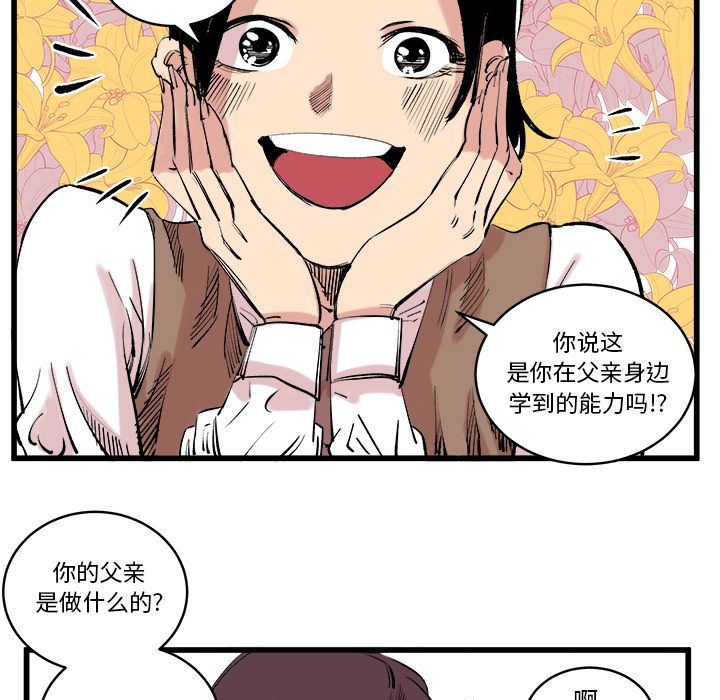 你说这
是你在父亲身边
学到的能力吗!?
你的父亲
是做什么的?
啊